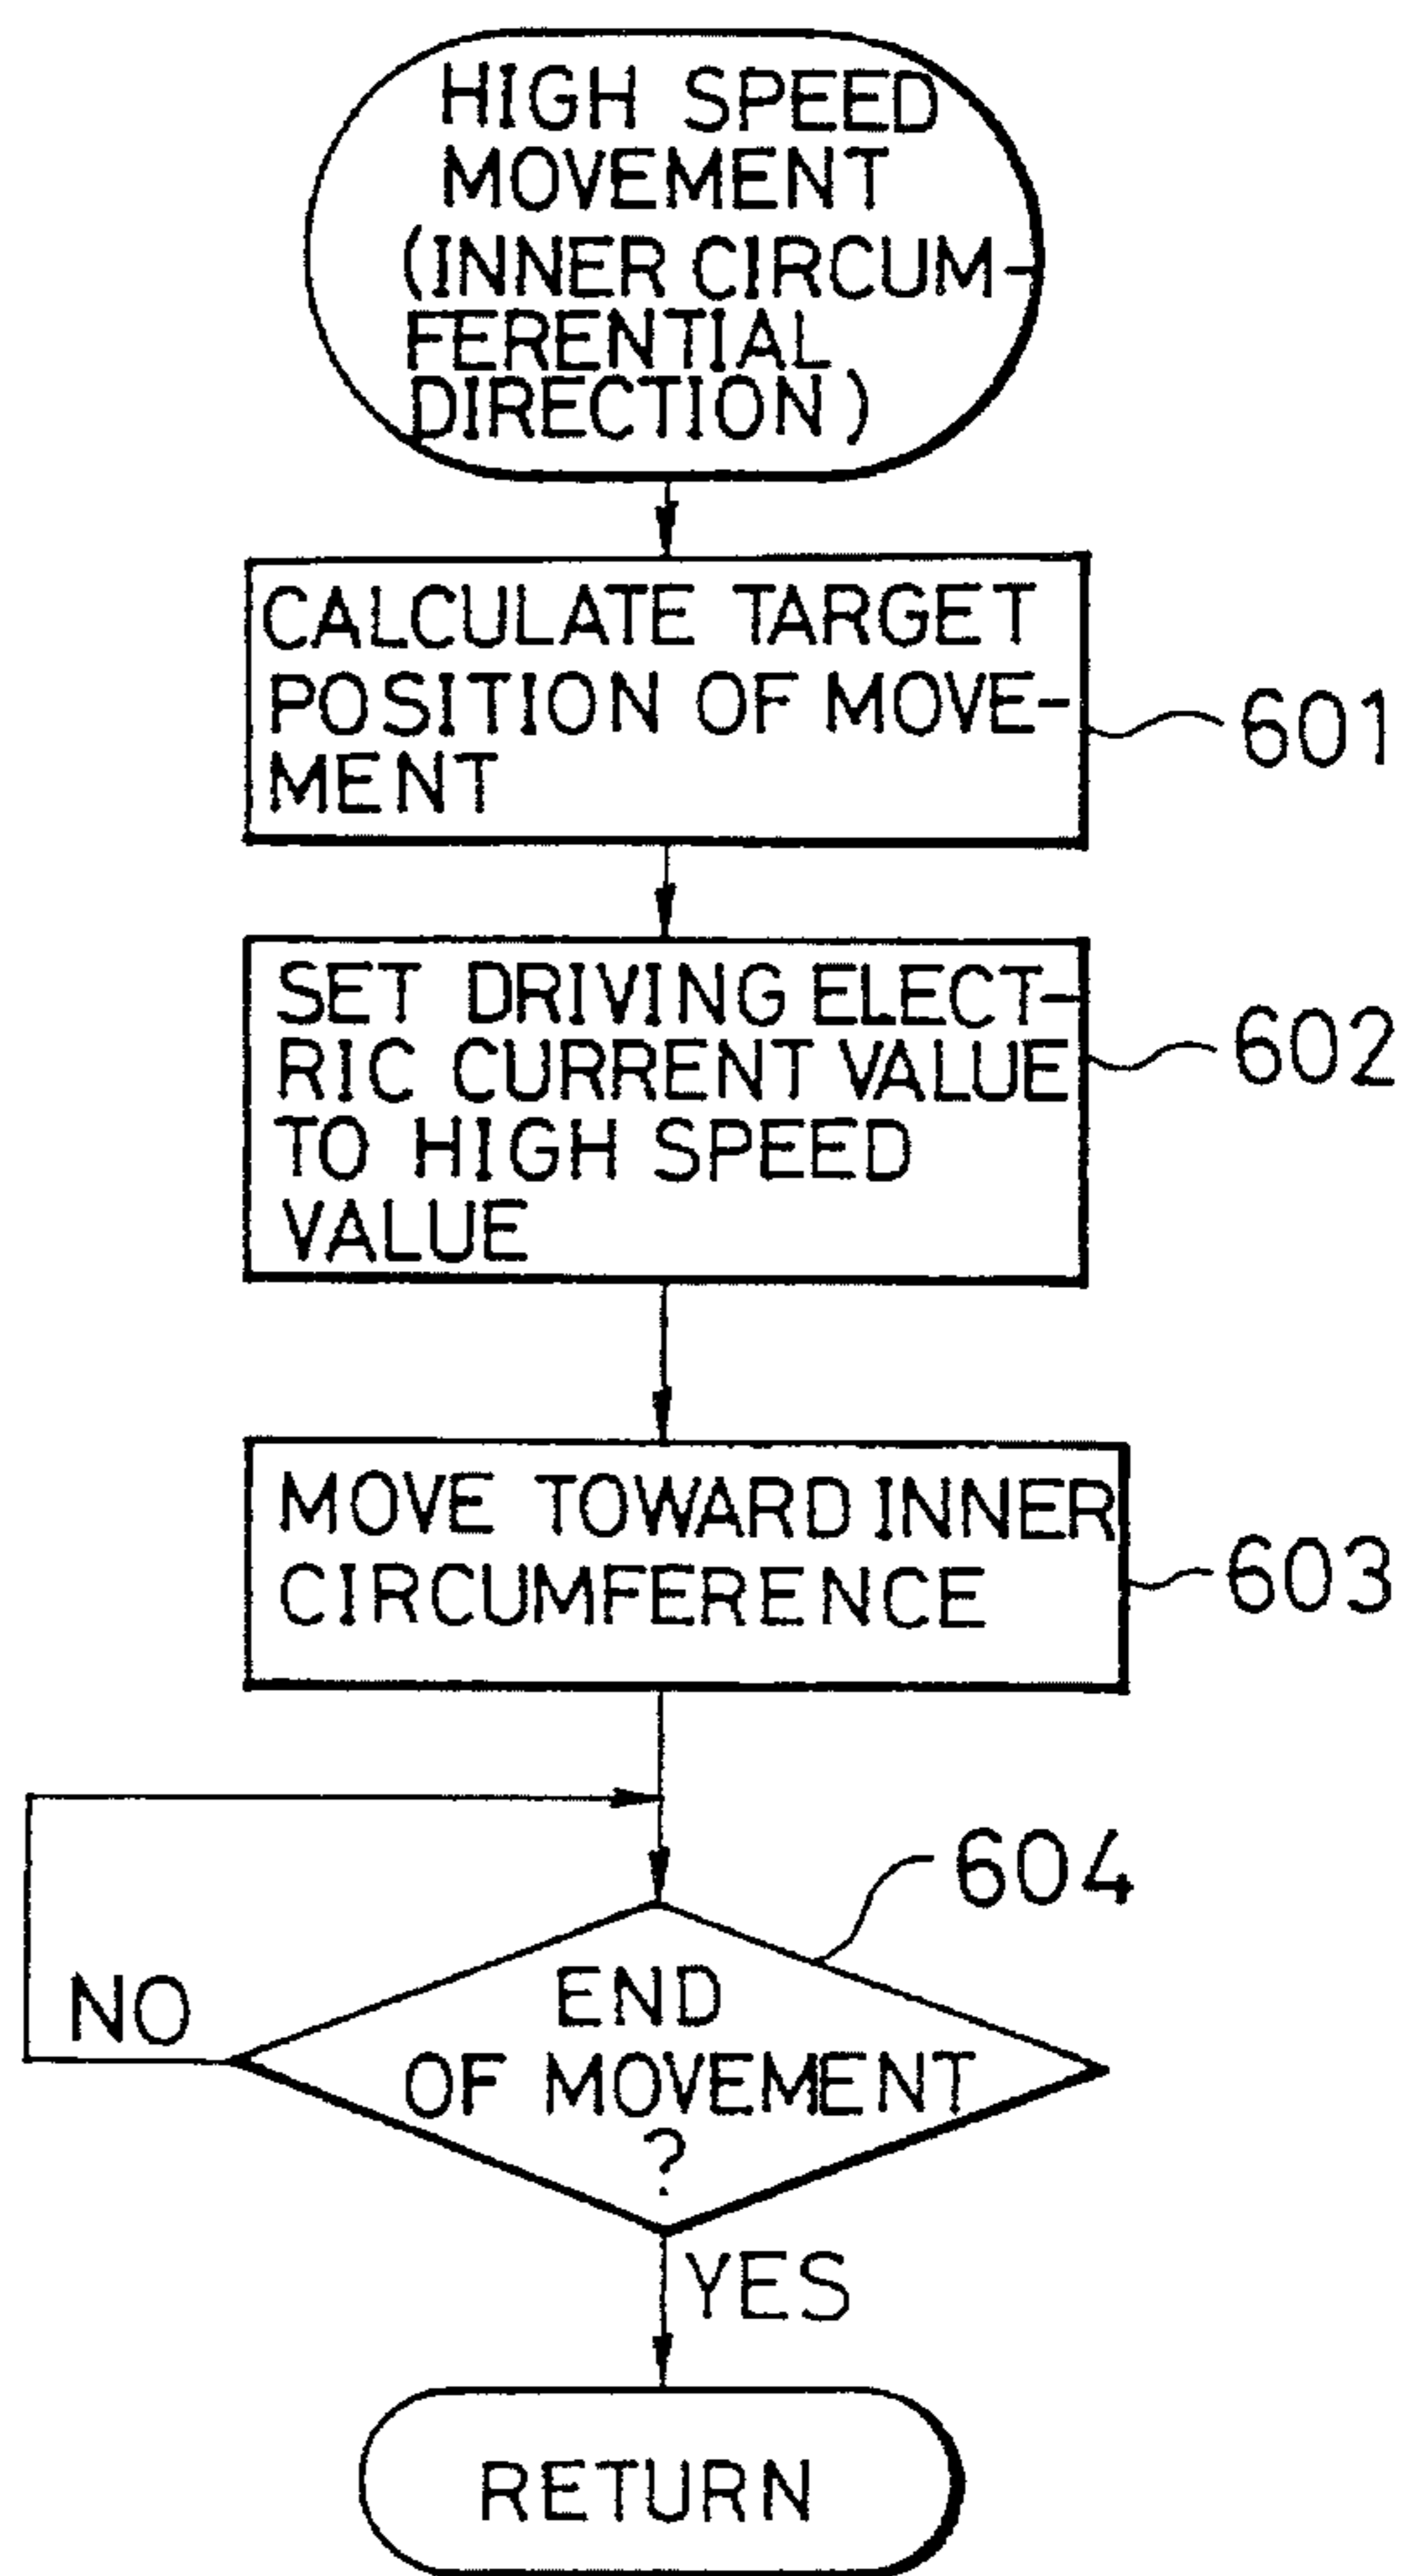 HIGH SPEED
MOVEMENT
(INNER CIRCUM-
FERENTIAL
DIRECTION)
CALCULATE TARGET
POSITION OF MOVE-
MENT
601
SET DRIVING ELECT-
RIC CURRENT VALUE
TO HIGH SPEED
VALUE
602
MOVE TOWARD INNER
CIRCUMFERENCE
603
604
END
OF MOVEMENT
?
NO
YES
RETURN